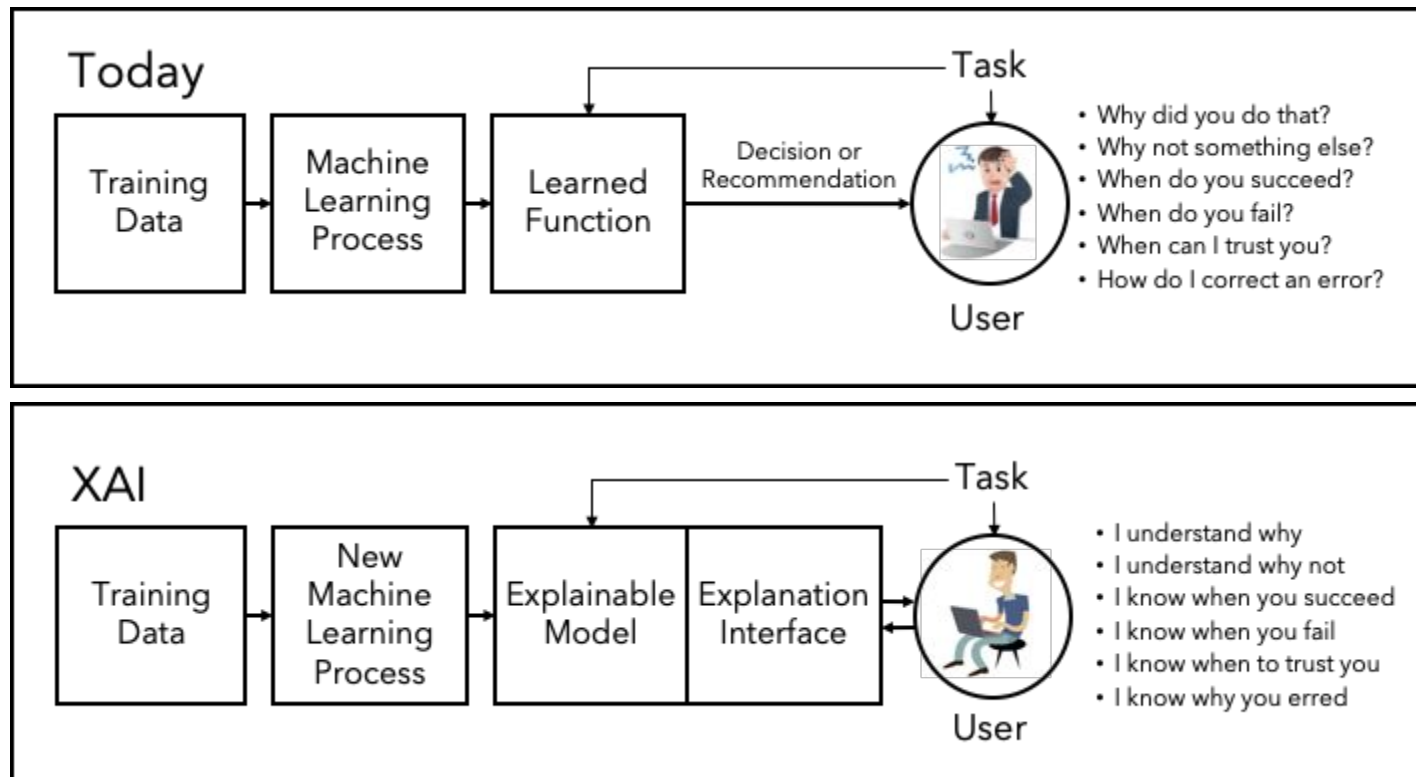 Today
Task
Training
Data
Machine
Learning
Process
Learned
Function
Decision or
Recommendation
User
• Why did you do that?
• Why not something else?
• When do you succeed?
• When do you fail?
• When can I trust you?
• How do I correct an error?
XAI
Task
Training
Data
New
Machine
Learning
Process
Explainable
Model
Explanation
Interface
User
• I understand why
• I understand why not
• I know when you succeed
• I know when you fail
• I know when to trust you
• I know why you erred